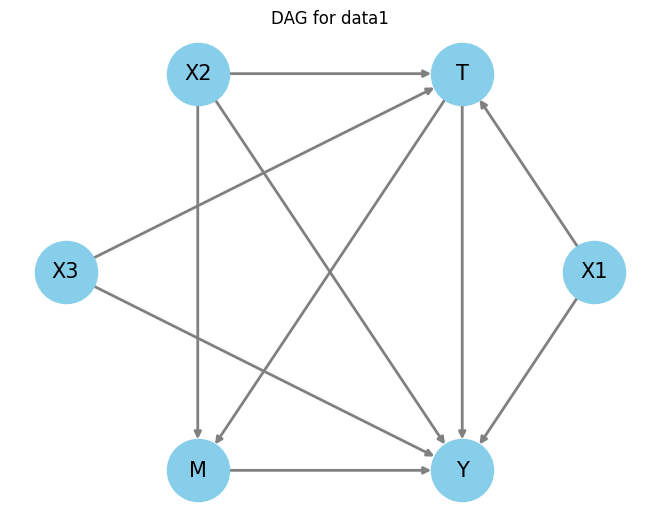 DAG for data1
X2
T
X3
X1
M
Y